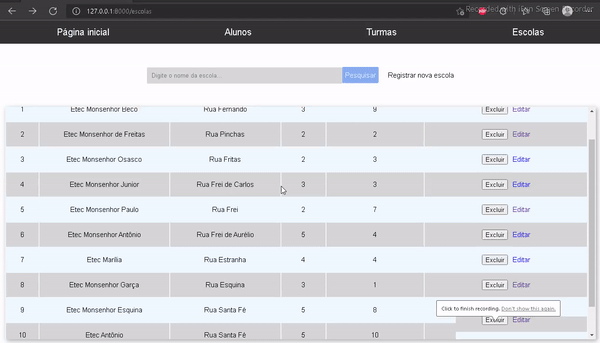 127.0.0.1:8000/escolas
Recorded with iTop Screen Recorder
Página inicial Alunos Turmas Escolas
Digite o nome da escola... Pesquisar Registrar nova escola
1 Etec Monsenhor Beco Rua Fernando 3 9 Excluir Editar
2 Etec Monsenhor de Freitas Rua Pinchas 2 2 Excluir Editar
3 Etec Monsenhor Osasco Rua Fritas 2 3 Excluir Editar
4 Etec Monsenhor Junior Rua Frei de Carlos 3 3 Excluir Editar
5 Etec Monsenhor Paulo Rua Frei 2 7 Excluir Editar
6 Etec Monsenhor Antônio Rua Frei de Aurélio 5 4 Excluir Editar
7 Etec Marilia Rua Estranha 4 4 Excluir Editar
8 Etec Monsenhor Garça Rua Esquina 3 1 Excluir Editar
9 Etec Monsenhor Esquina Rua Santa Fé 5 8
Click to finish recording. Don't show this again.
Excluir Editar
10 Etec Antônio Rua Santa Fé 5 10